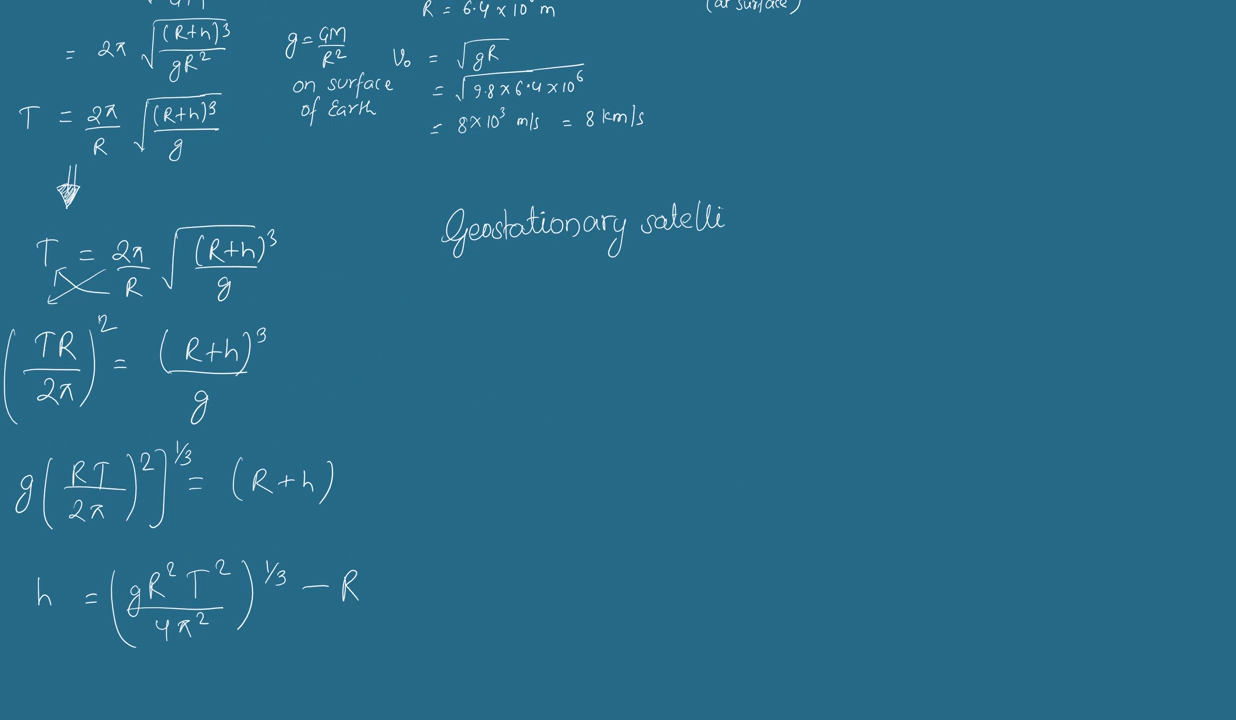 = 2π √((R+h)³/gR²)
T = 2π/R √((R+h)³/g)
T = 2π/R √((R+h)³/g)
(TR/2π)² = (R+h)³/g
g(RT/2π)²]^1/3 = (R+h)
h = (gR²T²/4π²)^1/3 − R
g = GM/R²
on surface
of Earth
R = 6.4 × 10⁶ m
(at surface)
V₀ = √gR
= √9.8 × 6.4 × 10⁶
= 8 × 10³ m/s = 8 km/s
Geostationary satelli